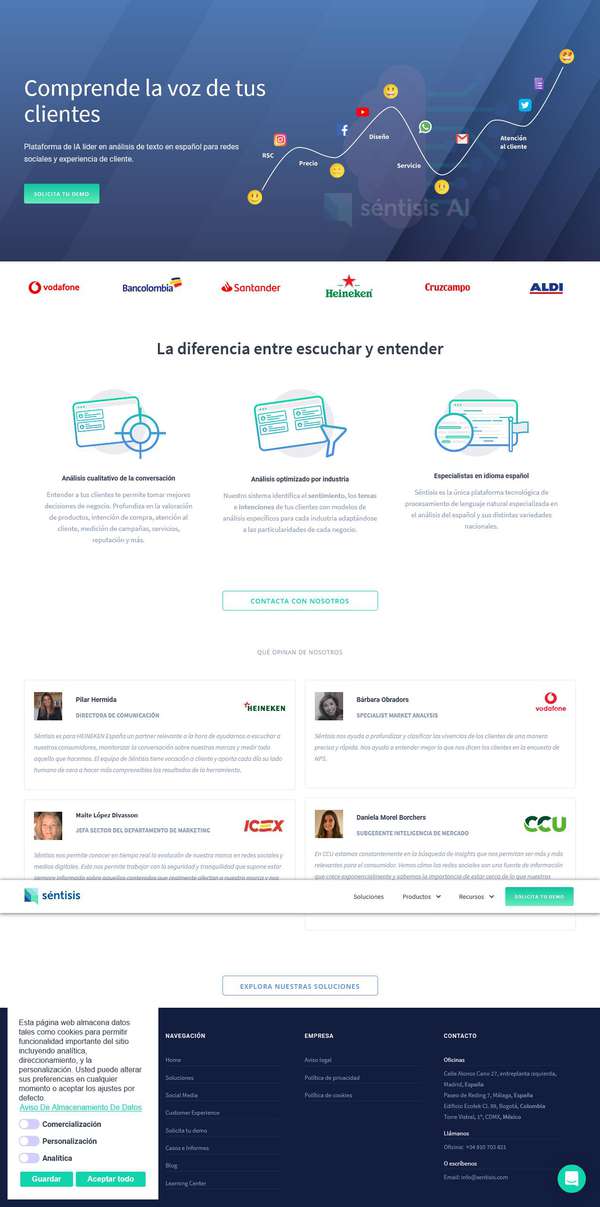 Comprende la voz de tus
clientes
Plataforma de IA líder en análisis de texto en español para redes
sociales y experiencia de cliente.
SOLICITA TU DEMO
RSC
Precio
Diseño
Servicio
Atención
al cliente
séntisis AI
vodafone
Bancolombia
Santander
Heineken
Cruzcampo
ALDI
La diferencia entre escuchar y entender
Análisis cualitativo de la conversación
Entender a tus clientes te permite tomar mejores
decisiones de negocio. Profundiza en la valoración
de productos, intención de compra, atención al
cliente, medición de campañas, servicios,
reputación y más.
Análisis optimizado por industria
Nuestro sistema identifica el sentimiento, los temas
e intenciones de tus clientes con modelos de
análisis específicos para cada industria adaptándose
a las particularidades de cada negocio.
Especialistas en idioma español
Séntisis es la única plataforma tecnológica de
procesamiento de lenguaje natural especializada en
el análisis del español y sus distintas variedades
nacionales.
CONTACTA CON NOSOTROS
QUÉ OPINAN DE NOSOTROS
Pilar Hermida
DIRECTORA DE COMUNICACIÓN
HEINEKEN
Séntisis es para HEINEKEN España un partner relevante a la hora de ayudarnos a escuchar a
nuestros consumidores, monitorizar la conversación sobre nuestras marcas y medir todo
aquello que hacemos. El equipo de Séntisis tiene vocación a cliente y aporta cada día su lado
humano de cara a hacer más comprensibles los resultados de la herramienta.
Bárbara Obradors
SPECIALIST MARKET ANALYSIS
vodafone
Séntisis nos ayuda a profundizar y clasificar las vivencias de los clientes de una manera
precisa y rápida. Nos ayuda a entender mejor lo que nos dicen los clientes en la encuesta de
NPS.
Maite López Divasson
JEFA SECTOR DEL DEPARTAMENTO DE MARKETING
ICEX
Séntisis nos permite conocer en tiempo real la evolución de nuestra marca en redes sociales y
medios digitales. Esto nos permite trabajar con la seguridad y tranquilidad que supone estar
siempre informado sobre aquellos contenidos que realmente afectan a nuestra marca y nos
Daniela Morel Borchers
SUBGERENTE INTELIGENCIA DE MERCADO
CCU
En CCU estamos constantemente en la búsqueda de insights que nos permitan ser más y más
relevantes para el consumidor. Vemos cómo las redes sociales son una fuente de información
que crece exponencialmente y sabemos la importancia de estar cerca de lo que nuestros
séntisis
Soluciones
Productos
Recursos
SOLICITA TU DEMO
EXPLORA NUESTRAS SOLUCIONES
Esta página web almacena datos
tales como cookies para permitir
funcionalidad importante del sitio
incluyendo analítica,
direccionamiento, y la
personalización. Usted puede alterar
sus preferencias en cualquier
momento o aceptar los ajustes por
defecto.
Aviso De Almacenamiento De Datos
Comercialización
Personalización
Analítica
Guardar
Aceptar todo
NAVEGACIÓN
Home
Soluciones
Social Media
Customer Experience
Solicita tu demo
Casos e Informes
Blog
Learning Center
EMPRESA
Aviso legal
Política de privacidad
Política de cookies
CONTACTO
Oficinas
Calle Alonso Cano 27, entreplanta izquierda,
Madrid, España
Paseo de Reding 7, Málaga, España
Edificio Ecotek Cl. 99, Bogotá, Colombia
Torre Vistral, 1º, CDMX, México
Llámanos
Oficina: +34 910 703 421
O escríbenos
Email: info@sentisis.com